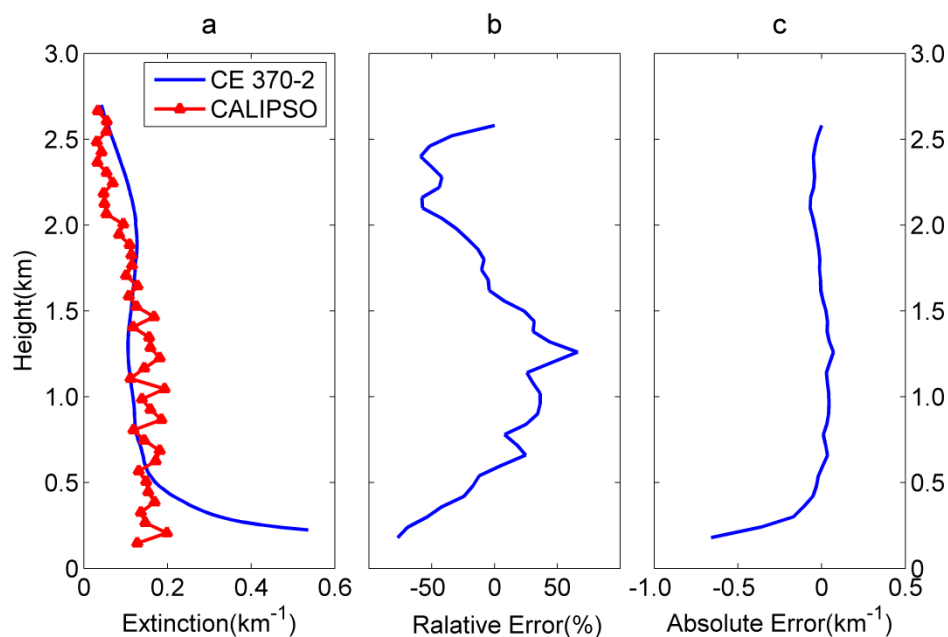 a b c
3.0 3.0
CE 370-2
CALIPSO
2.5 2.5
2.0 2.0
Height(km)
1.5 1.5
1.0 1.0
0.5 0.5
0 0
0 0.2 0.4 0.6 -50 0 50 -1.0 -0.5 0 0.5
Extinction(km⁻¹) Ralative Error(%) Absolute Error(km⁻¹)